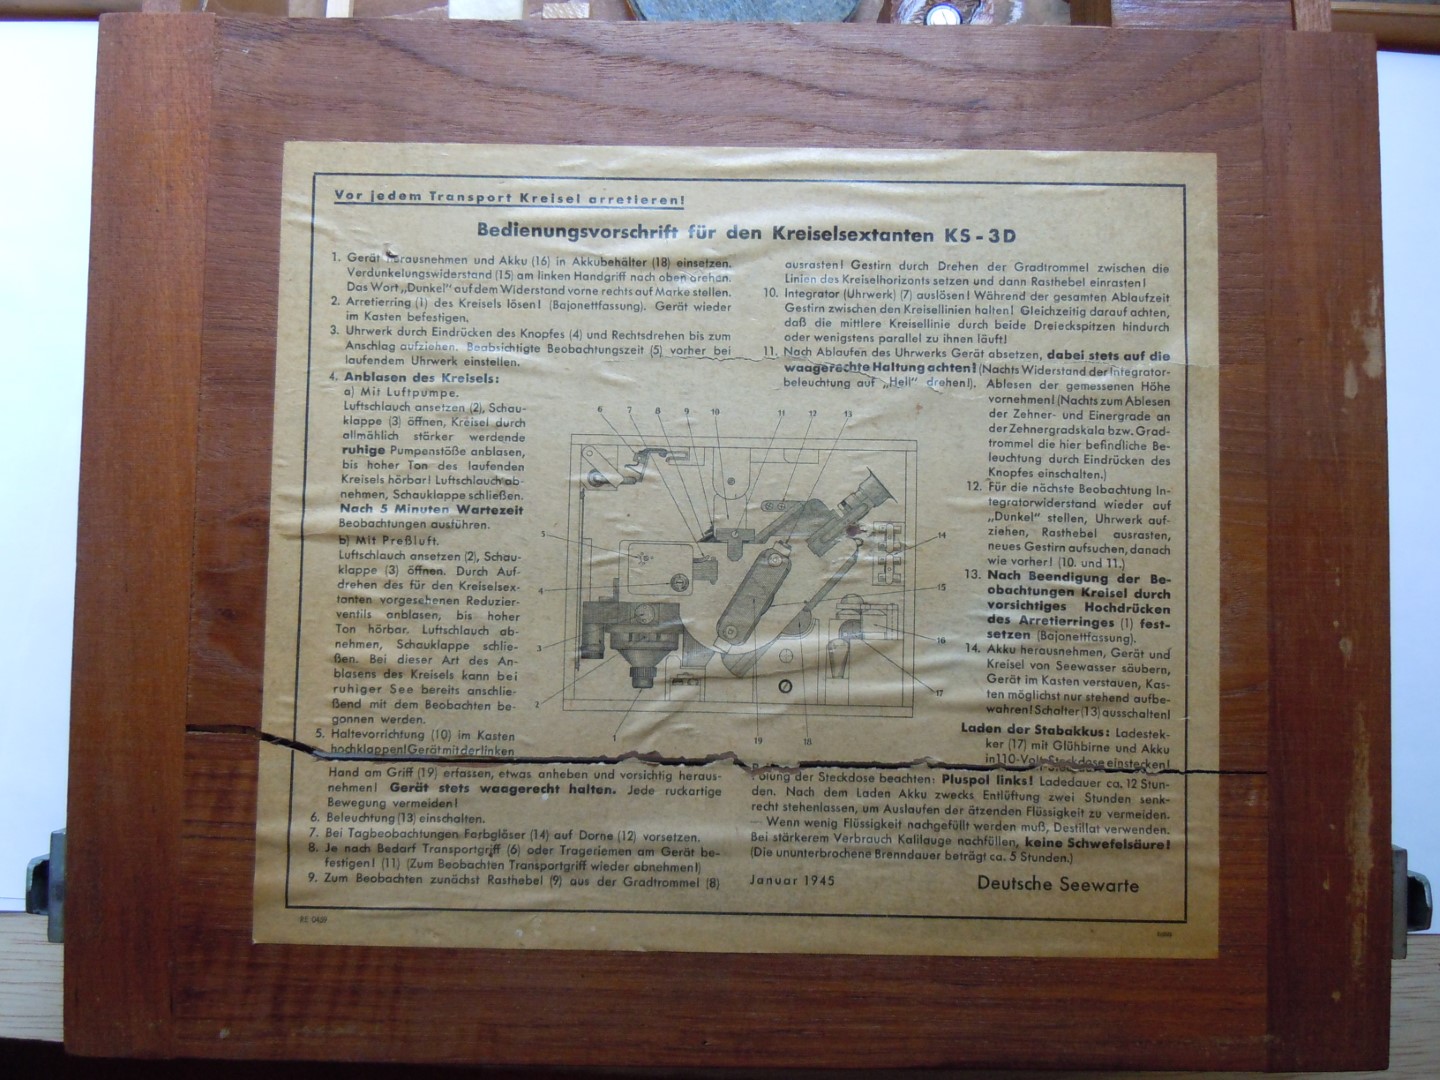 Vor jedem Transport Kreisel arretieren!
Bedienungsvorschrift für den Kreiselsextanten KS-3D
1. Gerät herausnehmen und Akku (16) in Akkubehälter (18) einsetzen.
Verdunkelungswiderstand (15) am linken Handgriff nach oben drehen.
Das Wort „Dunkel" auf dem Widerstand vorne rechts auf Marke stellen.
2. Arretierring (1) des Kreisels lösen! (Bajonettfassung). Gerät wieder
im Kasten befestigen.
3. Uhrwerk durch Eindrücken des Knopfes (4) und Rechtsdrehen bis zum
Anschlag aufziehen. Beabsichtigte Beobachtungszeit (5) vorher bei
laufendem Uhrwerk einstellen.
4. Anblasen des Kreisels:
a) Mit Luftpumpe.
Luftschlauch ansetzen (2), Schau-
klappe (3) öffnen, Kreisel durch
allmählich stärker werdende
ruhige Pumpenstöße anblasen,
bis hoher Ton des laufenden
Kreisels hörbar! Luftschlauch ab-
nehmen, Schauklappe schließen.
Nach 5 Minuten Wartezeit
Beobachtungen ausführen.
b) Mit Preßluft.
Luftschlauch ansetzen (2), Schau-
klappe (3) öffnen. Durch Auf-
drehen des für den Kreiselsex-
tanten vorgesehenen Reduzier-
ventils anblasen, bis hoher
Ton hörbar. Luftschlauch ab-
nehmen, Schauklappe schlie-
ßen. Bei dieser Art des An-
blasens des Kreisels kann bei
ruhiger See bereits anschlie-
ßend mit dem Beobachten be-
gonnen werden.
5. Haltevorrichtung (10) im Kasten
hochklappen! Gerät mit der linken
Hand am Griff (19) erfassen, etwas anheben und vorsichtig heraus-
nehmen! Gerät stets waagerecht halten. Jede ruckartige
Bewegung vermeiden!
6. Beleuchtung (13) einschalten.
7. Bei Tagbeobachtungen Farbgläser (14) auf Dorne (12) vorsetzen.
8. Je nach Bedarf Transportgriff (6) oder Trageriemen am Gerät be-
festigen! (11) (Zum Beobachten Transportgriff wieder abnehmen!)
9. Zum Beobachten zunächst Rasthebel (9) aus der Gradtrommel (8)
ausrasten! Gestirn durch Drehen der Gradtrommel zwischen die
Linien des Kreiselhorizonts setzen und dann Rasthebel einrasten!
10. Integrator (Uhrwerk) (7) auslösen! Während der gesamten Ablaufzeit
Gestirn zwischen den Kreisellinien halten! Gleichzeitig darauf achten,
daß die mittlere Kreisellinie durch beide Dreieckspitzen hindurch
oder wenigstens parallel zu ihnen läuft!
11. Nach Ablaufen des Uhrwerks Gerät absetzen, dabei stets auf die
waagerechte Haltung achten! (Nachts Widerstand der Integrator-
beleuchtung auf „Hell" drehen!). Ablesen der gemessenen Höhe
vornehmen! (Nachts zum Ablesen
der Zehner- und Einergrade an
der Zehnergradskala bzw. Grad-
trommel die hier befindliche Be-
leuchtung durch Eindrücken des
Knopfes einschalten.)
12. Für die nächste Beobachtung In-
tegratorwiderstand wieder auf
„Dunkel" stellen, Uhrwerk auf-
ziehen, Rasthebel ausrasten,
neues Gestirn aufsuchen, danach
wie vorher! (10. und 11.)
13. Nach Beendigung der Be-
obachtungen Kreisel durch
vorsichtiges Hochdrücken
des Arretierringes (1) fest-
setzen (Bajonettfassung).
14. Akku herausnehmen, Gerät und
Kreisel von Seewasser säubern,
Gerät im Kasten verstauen, Kas-
ten möglichst nur stehend aufbe-
wahren! Schalter (13) ausschalten!
Laden der Stabakkus: Ladestek-
ker (17) mit Glühbirne und Akku
in 110-Volt-Steckdose einstecken!
Polung der Steckdose beachten: Pluspol links! Ladedauer ca. 12 Stun-
den. Nach dem Laden Akku zwecks Entlüftung zwei Stunden senk-
recht stehenlassen, um Auslaufen der ätzenden Flüssigkeit zu vermeiden.
— Wenn wenig Flüssigkeit nachgefüllt werden muß, Destillat verwenden.
Bei stärkerem Verbrauch Kalilauge nachfüllen, keine Schwefelsäure!
(Die ununterbrochene Brenndauer beträgt ca. 5 Stunden.)
Januar 1945 Deutsche Seewarte
6 7 8 9 10 11 12 13
5
14
4
15
3
16
2
17
1
19
18